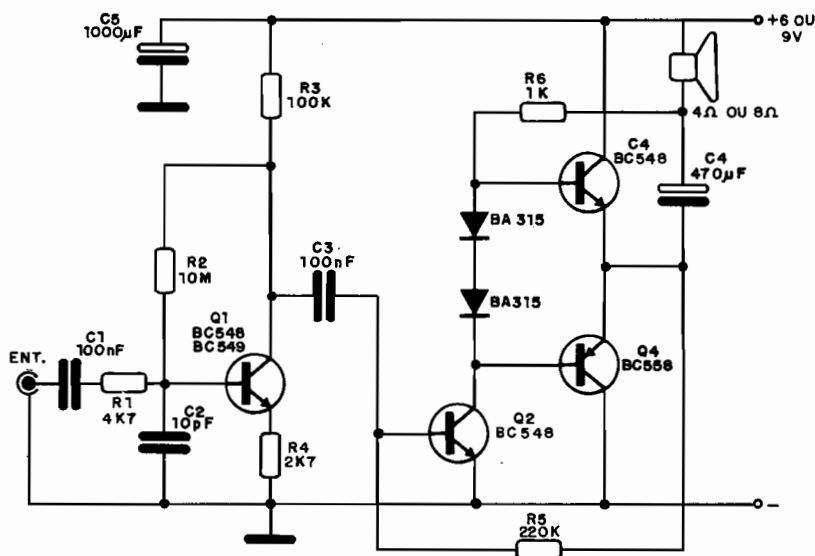 C5
1000µF
+6 OU
9V
R3
100K
R6
1K
4Ω OU 8Ω
C4
BC548
C4
470µF
BA 315
R2
10M
C3
100nF
BA315
Q1
BC548
BC549
C1
100nF
ENT.
Q4
BC558
R1
4K7
C2
10pF
Q2
BC548
R4
2K7
–
R5
220K